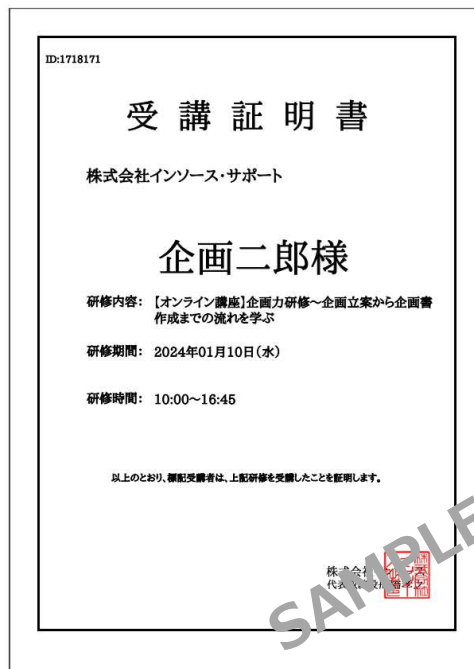 ID:1718171
受講証明書
株式会社インソース・サポート
企画二郎様
研修内容: 【オンライン講座】企画力研修～企画立案から企画書
作成までの流れを学ぶ
研修期間: 2024年01月10日(水)
研修時間: 10:00～16:45
以上のとおり、標記受講者は、上記研修を受講したことを証明します。
株式会社
代表
SAMPLE